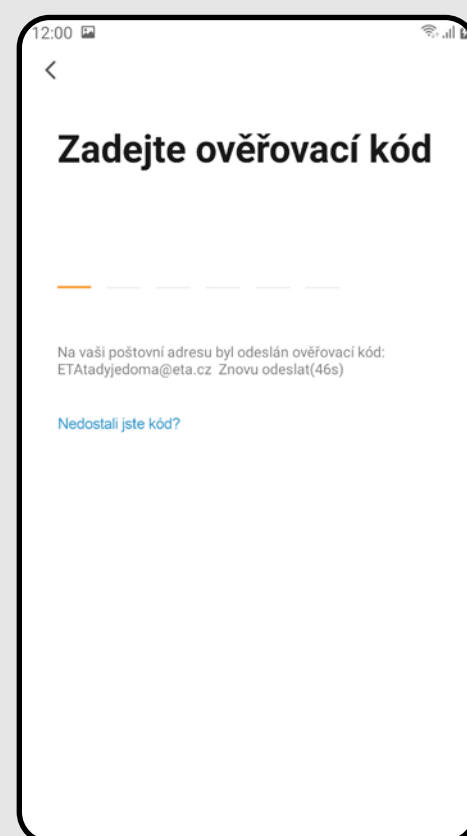 12:00
Zadejte ověřovací kód
Na vaši poštovní adresu byl odeslán ověřovací kód:
ETAtadyjedoma@eta.cz Znovu odeslat(46s)
Nedostali jste kód?